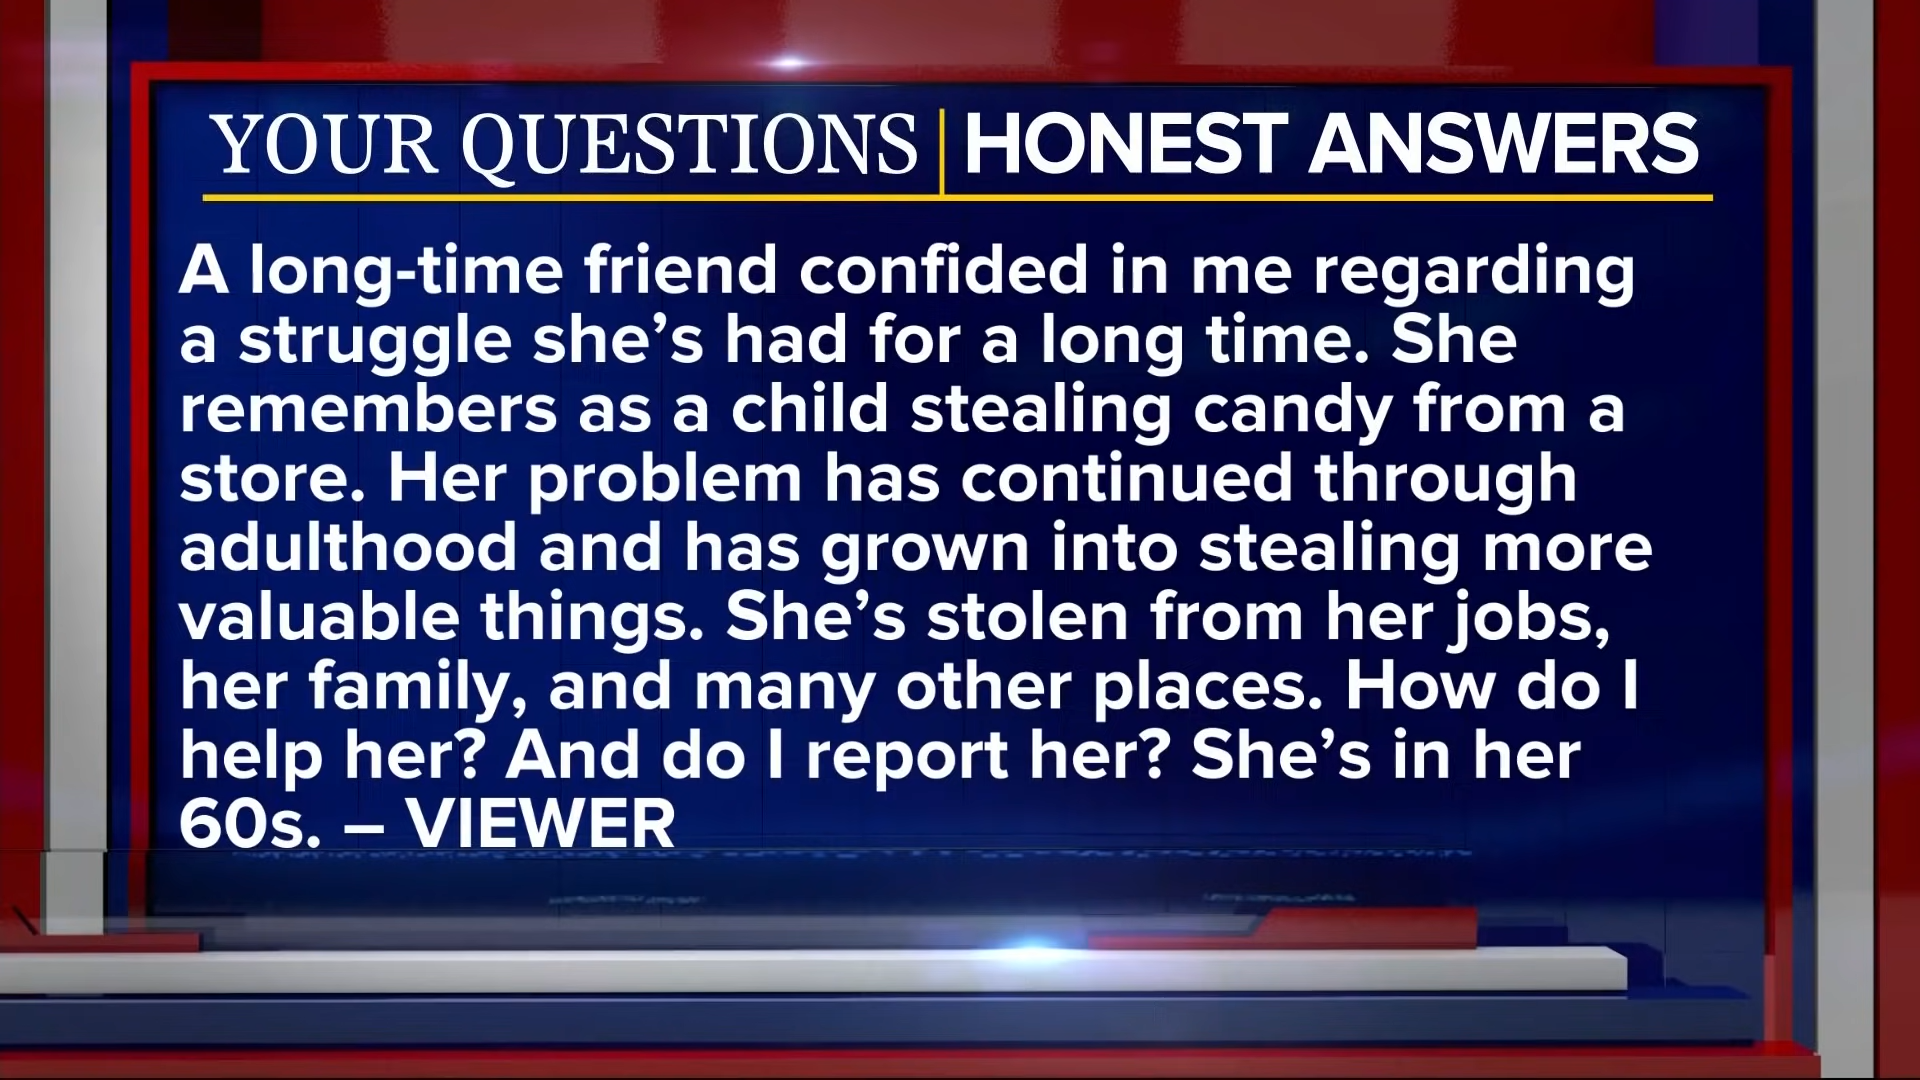 YOUR QUESTIONS | HONEST ANSWERS
A long-time friend confided in me regarding
a struggle she’s had for a long time. She
remembers as a child stealing candy from a
store. Her problem has continued through
adulthood and has grown into stealing more
valuable things. She’s stolen from her jobs,
her family, and many other places. How do I
help her? And do I report her? She’s in her
60s. – VIEWER